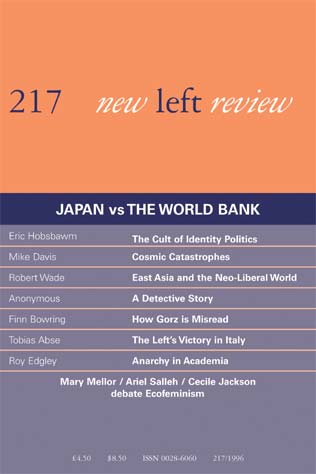 217 new left review
JAPAN vs THE WORLD BANK
Eric Hobsbawm The Cult of Identity Politics
Mike Davis Cosmic Catastrophes
Robert Wade East Asia and the Neo-Liberal World
Anonymous A Detective Story
Finn Bowring How Gorz is Misread
Tobias Abse The Left's Victory in Italy
Roy Edgley Anarchy in Academia
Mary Mellor / Ariel Salleh / Cecile Jackson
debate Ecofeminism
£4.50 $8.50 ISSN 0028-6060 217/1996